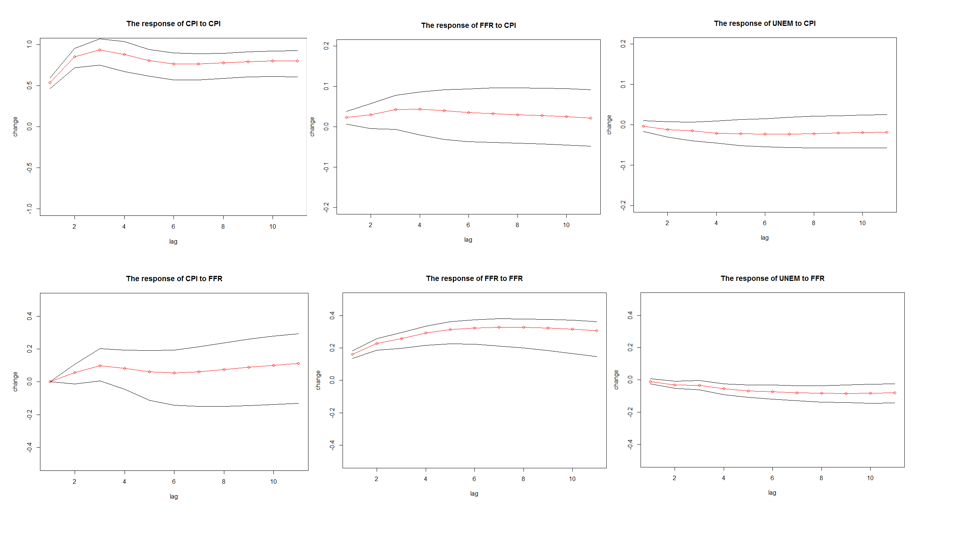 The response of CPI to CPI
change
1.0
0.5
0.0
-0.5
-1.0
2 4 6 8 10
lag
The response of FFR to CPI
change
0.2
0.1
0.0
-0.1
-0.2
2 4 6 8 10
lag
The response of UNEM to CPI
change
0.2
0.1
0.0
-0.1
-0.2
2 4 6 8 10
lag
The response of CPI to FFR
change
0.4
0.2
0.0
-0.2
-0.4
2 4 6 8 10
lag
The response of FFR to FFR
change
0.4
0.2
0.0
-0.2
-0.4
2 4 6 8 10
lag
The response of UNEM to FFR
change
0.4
0.2
-0.0
-0.2
-0.4
2 4 6 8 10
lag